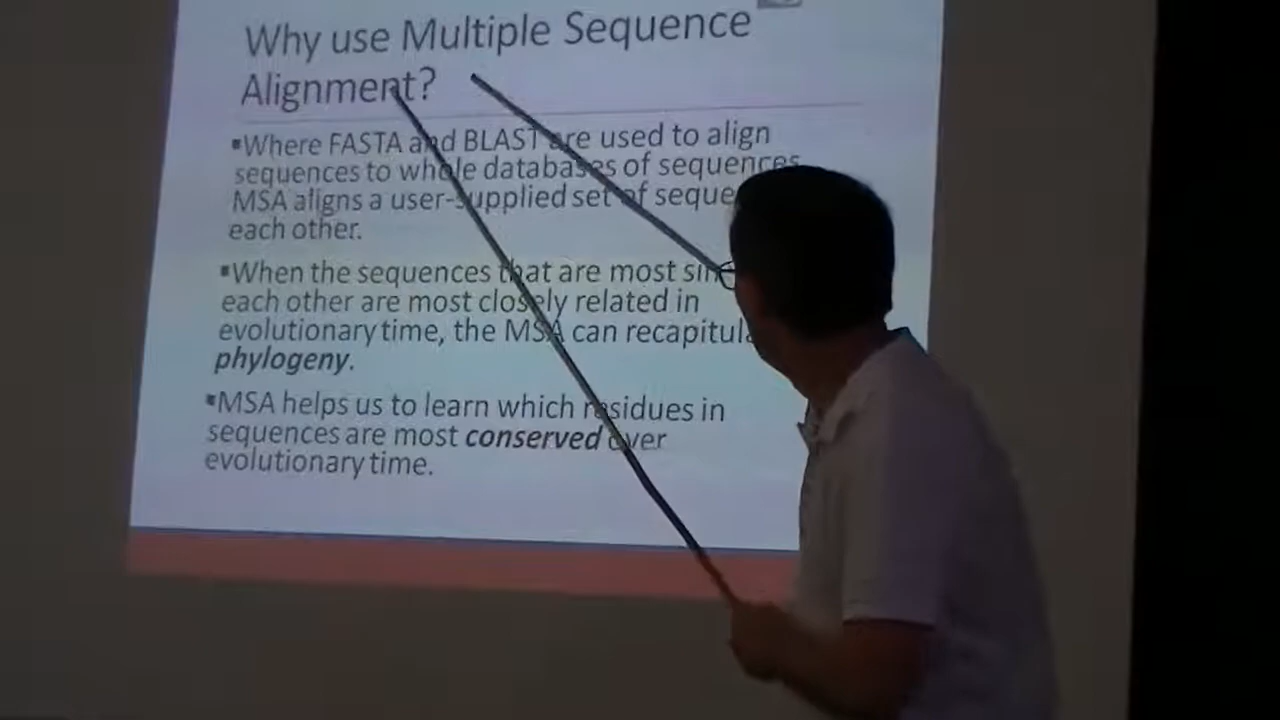 Why use Multiple Sequence
Alignment?
▪Where FASTA and BLAST are used to align
sequences to whole databases of sequences
MSA aligns a user-supplied set of
each other.
▪When the sequences that are most
each other are most closely related in
evolutionary time, the MSA can
phylogeny.
▪MSA helps us to learn which residues in
sequences are most conserved over
evolutionary time.